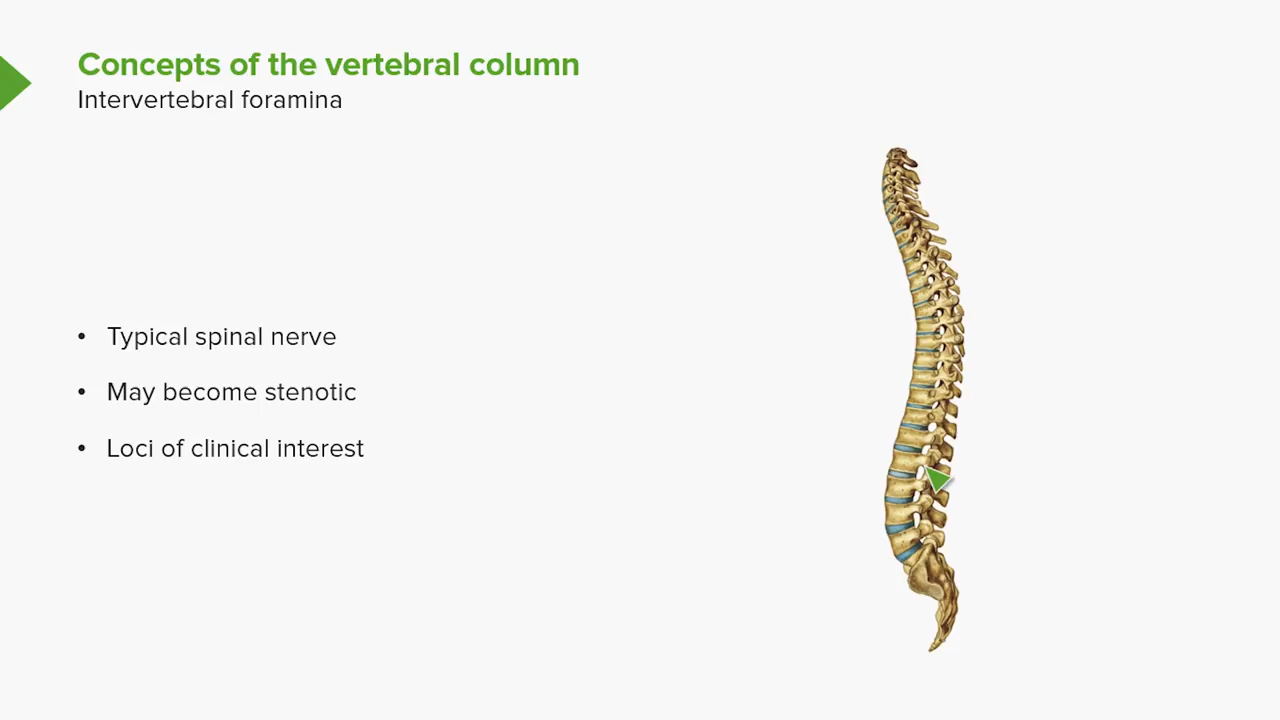 Concepts of the vertebral column
Intervertebral foramina
• Typical spinal nerve
• May become stenotic
• Loci of clinical interest